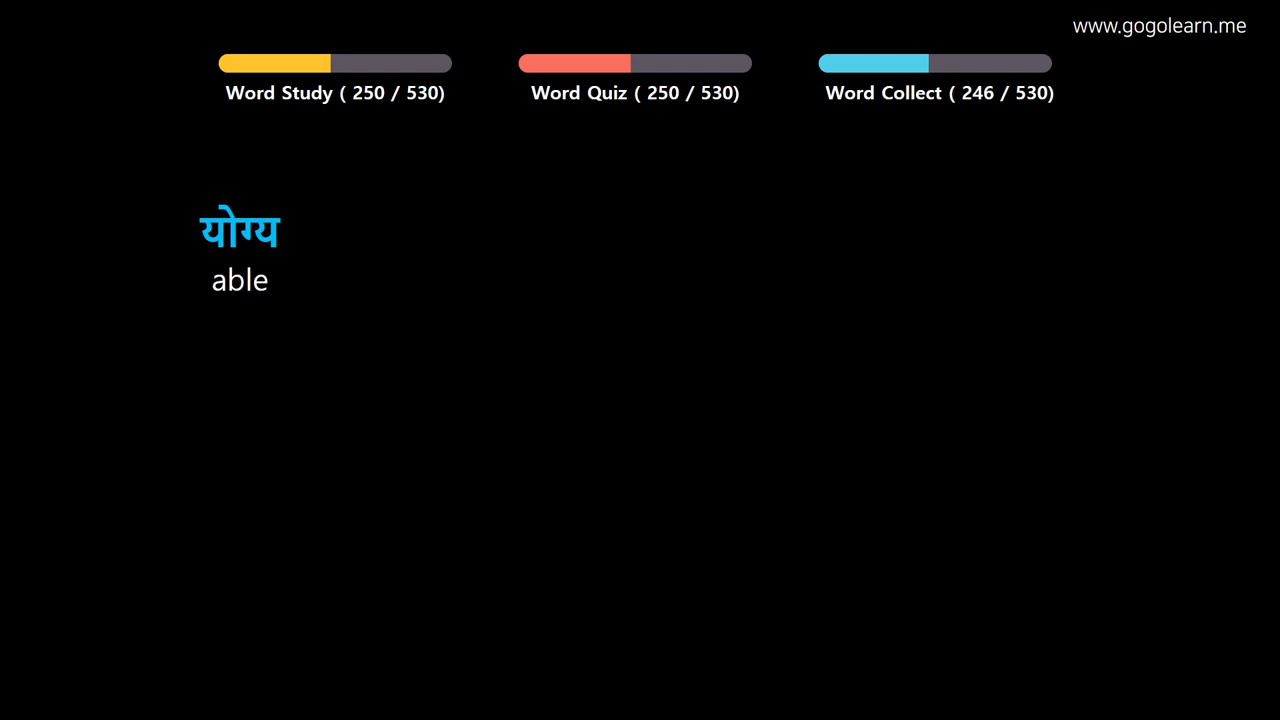 www.gogolearn.me
Word Study ( 250 / 530)
Word Quiz ( 250 / 530)
Word Collect ( 246 / 530)
योग्य
able